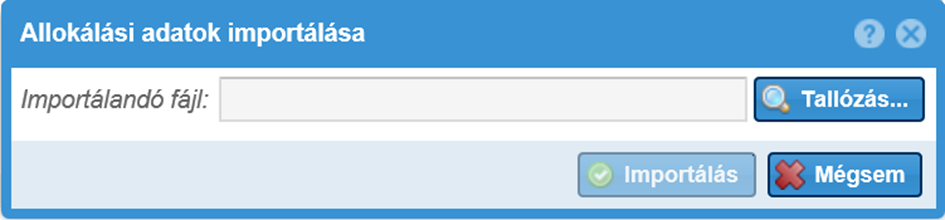 Allokálási adatok importálása
?
Importálandó fájl:
Tallózás...
Importálás
Mégsem